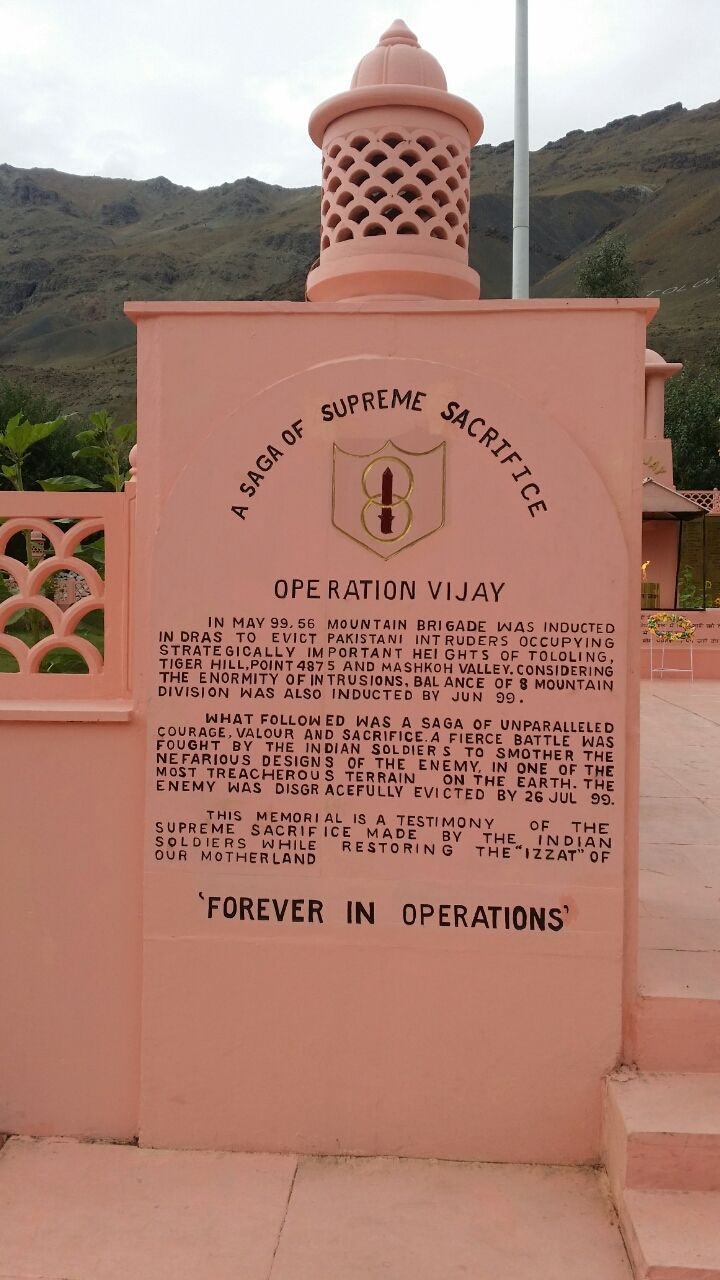 A SAGA OF SUPREME SACRIFICE
OPERATION VIJAY
IN MAY 99. 56 MOUNTAIN BRIGADE WAS INDUCTED
IN DRAS TO EVICT PAKISTANI INTRUDERS OCCUPYING
STRATEGICALLY IMPORTANT HEIGHTS OF TOLOLING,
TIGER HILL, POINT 4875 AND MASHKOH VALLEY. CONSIDERING
THE ENORMITY OF INTRUSIONS, BALANCE OF 8 MOUNTAIN
DIVISION WAS ALSO INDUCTED BY JUN 99.
WHAT FOLLOWED WAS A SAGA OF UNPARALLELED
COURAGE, VALOUR AND SACRIFICE. A FIERCE BATTLE WAS
FOUGHT BY THE INDIAN SOLDIERS TO SMOTHER THE
NEFARIOUS DESIGNS OF THE ENEMY, IN ONE OF THE
MOST TREACHEROUS TERRAIN ON THE EARTH. THE
ENEMY WAS DISGRACEFULLY EVICTED BY 26 JUL 99.
THIS MEMORIAL IS A TESTIMONY OF THE
SUPREME SACRIFICE MADE BY THE INDIAN
SOLDIERS WHILE RESTORING THE "IZZAT" OF
OUR MOTHERLAND
'FOREVER IN OPERATIONS'